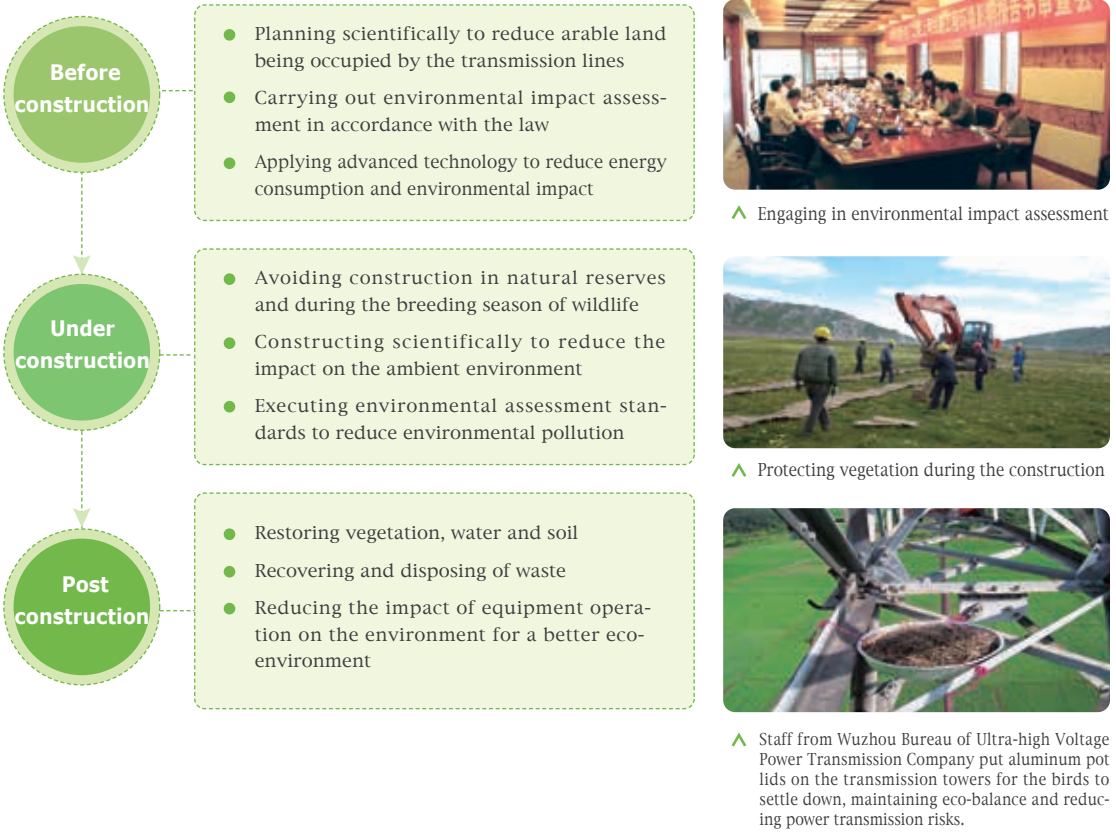 Before
construction
Planning scientifically to reduce arable land
being occupied by the transmission lines
Carrying out environmental impact assess-
ment in accordance with the law
Applying advanced technology to reduce energy
consumption and environmental impact
Engaging in environmental impact assessment
Under
construction
Avoiding construction in natural reserves
and during the breeding season of wildlife
Constructing scientifically to reduce the
impact on the ambient environment
Executing environmental assessment stan-
dards to reduce environmental pollution
Protecting vegetation during the construction
Post
construction
Restoring vegetation, water and soil
Recovering and disposing of waste
Reducing the impact of equipment opera-
tion on the environment for a better eco-
environment
Staff from Wuzhou Bureau of Ultra-high Voltage
Power Transmission Company put aluminum pot
lids on the transmission towers for the birds to
settle down, maintaining eco-balance and reduc-
ing power transmission risks.